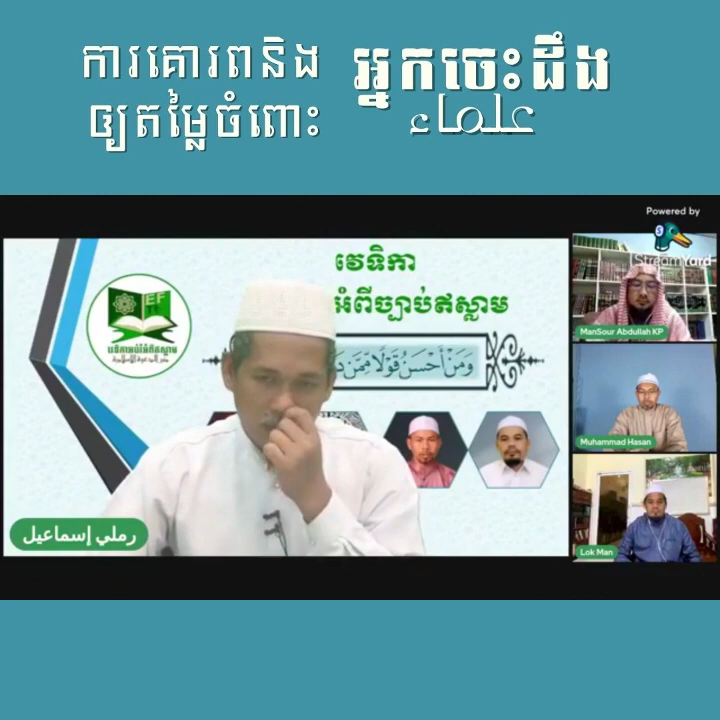 ការគោរពនិង
ឲ្យតម្លៃចំពោះ
អ្នកចេះដឹង
علماء
Powered by
StreamYard
វេទិកា
អំពីច្បាប់ឥស្លាម
EF
وَمَنْ أَحْسَنُ قَوْلًا مِّمَّن
رملي إسماعيل
ManSour Abdullah KP
Muhammad Hasan
Lok Man